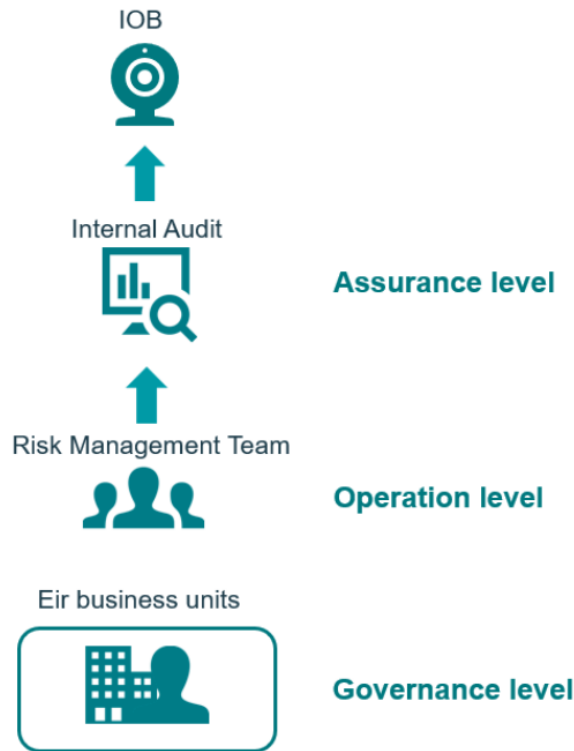 IOB
Internal Audit
Assurance level
Risk Management Team
Operation level
Eir business units
Governance level